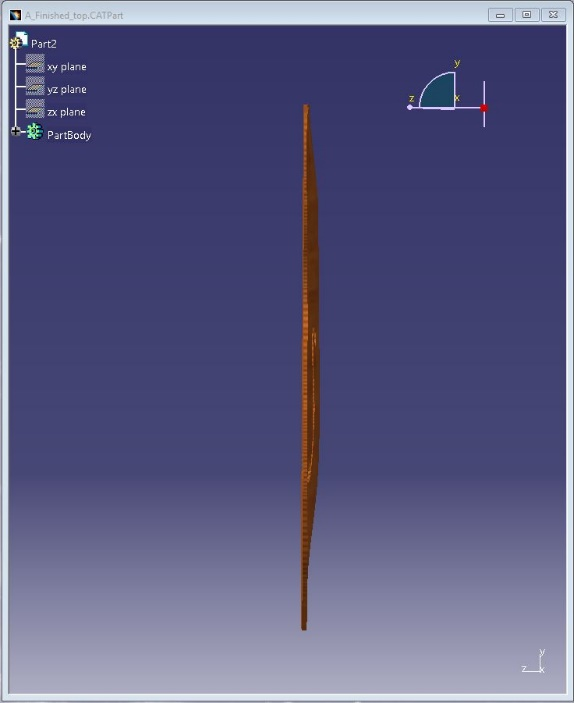 A_Finished_top.CATPart
Part2
xy plane
yz plane
zx plane
PartBody
y
z
x
y
z
x